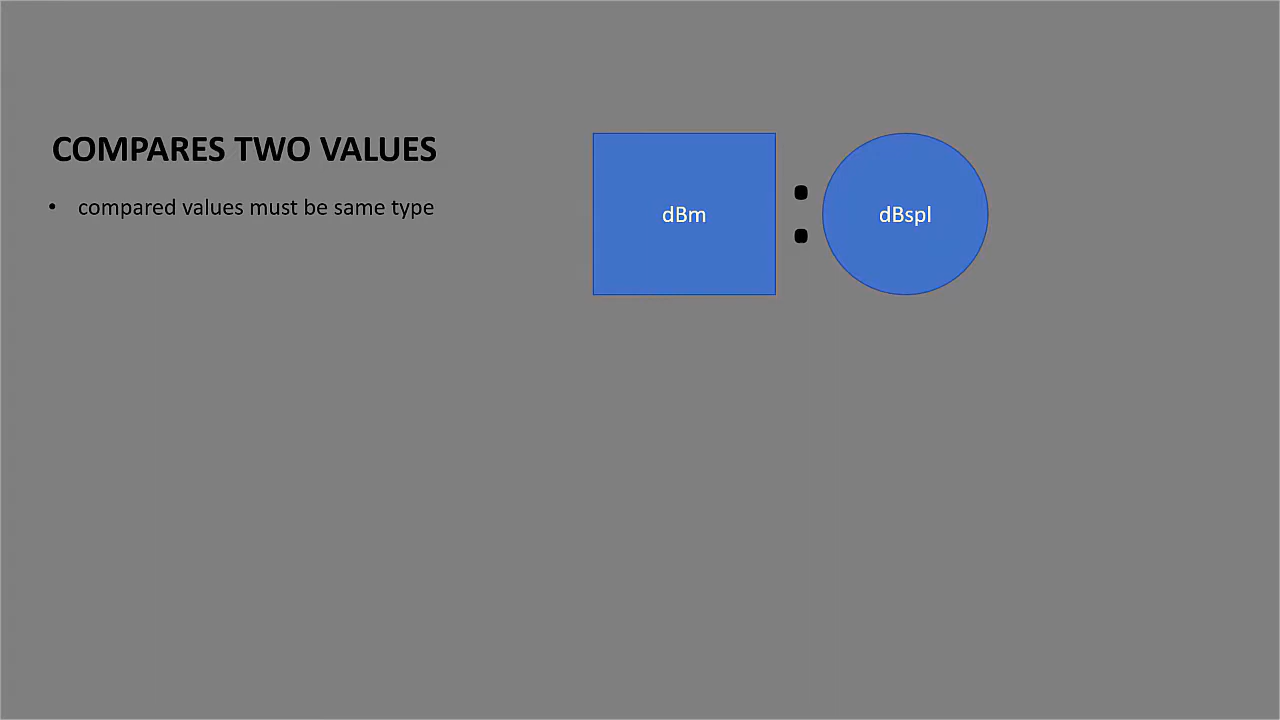 COMPARES TWO VALUES
• compared values must be same type
dBm : dBspl